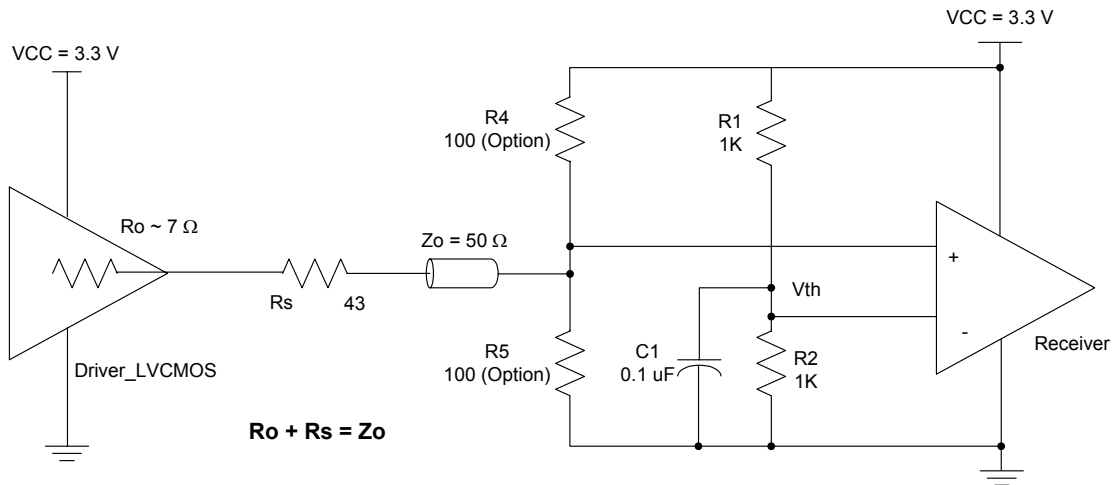 VCC = 3.3 V
VCC = 3.3 V
R4
100 (Option)
R1
1K
Ro ~ 7 Ω
Zo = 50 Ω
Rs
43
+
-
Vth
Receiver
R5
100 (Option)
C1
0.1 uF
R2
1K
Driver_LVCMOS
Ro + Rs = Zo